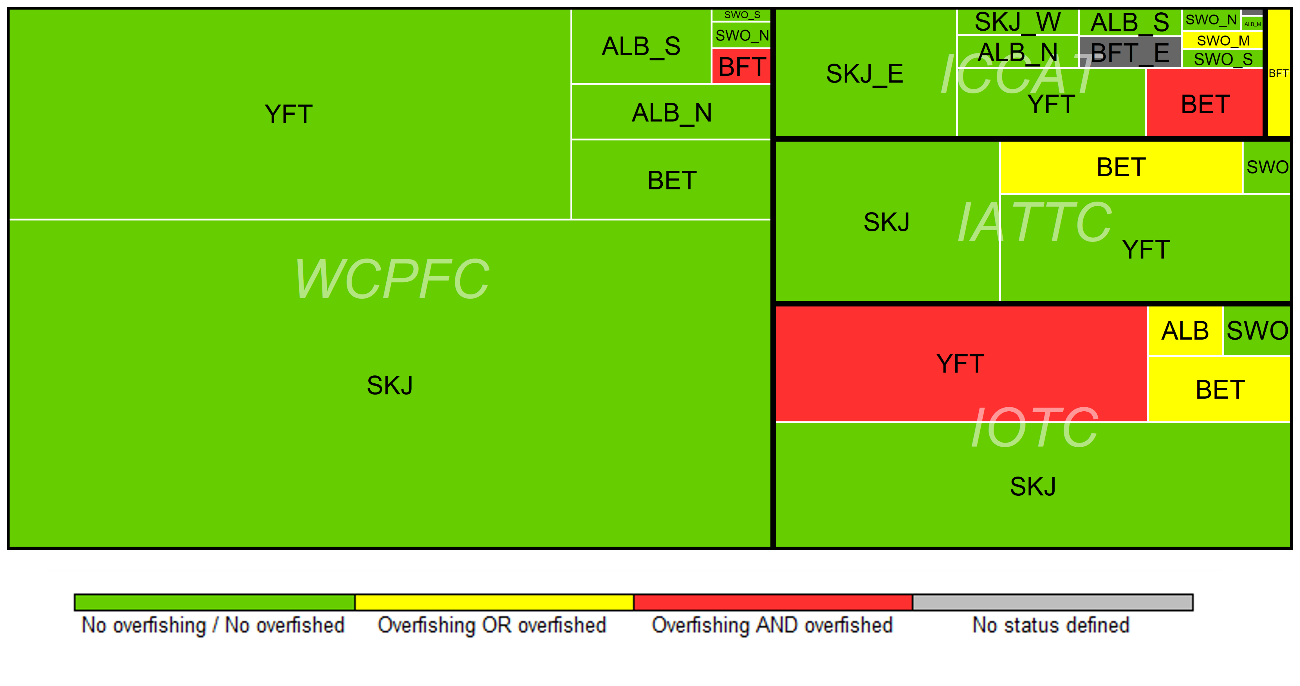 YFT
ALB_S
SWO_S
SWO_N
BFT
ALB_N
BET
WCPFC
SKJ
SKJ_E
SKJ_W
ALB_S
SWO_N
ALB_M
ALB_N
BFT_E
SWO_M
SWO_S
ICCAT
YFT
BET
BFT
SKJ
BET
SWO
IATTC
YFT
YFT
ALB
SWO
BET
IOTC
SKJ
No overfishing / No overfished
Overfishing OR overfished
Overfishing AND overfished
No status defined